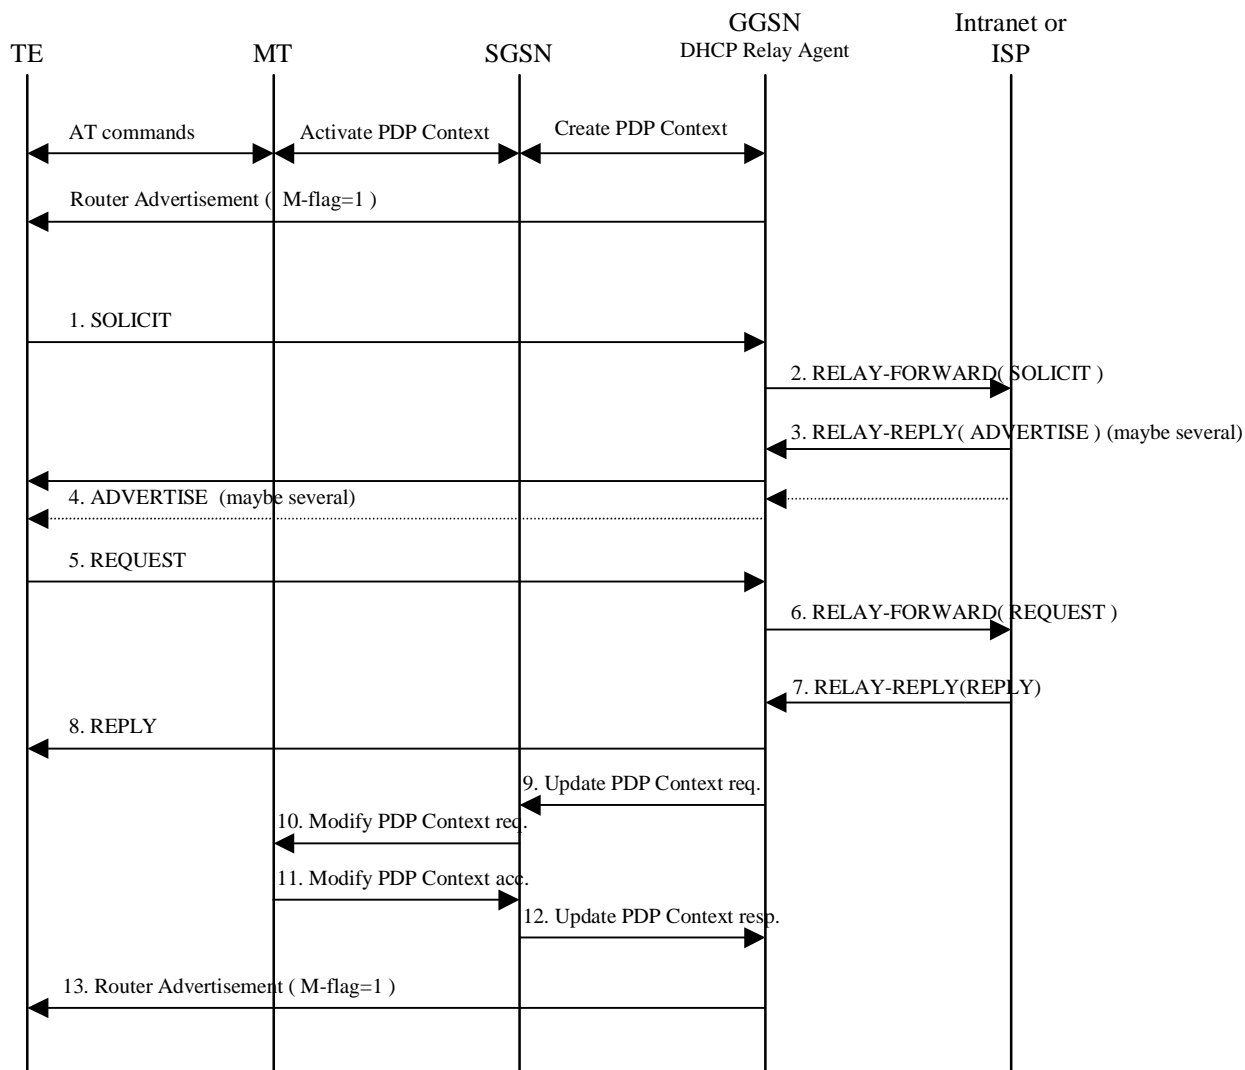 GGSN
Intranet or
TE
MT
SGSN
DHCP Relay Agent
ISP
AT commands
Activate PDP Context
Create PDP Context
Router Advertisement ( M-flag=1 )
1. SOLICIT
2. RELAY-FORWARD( SOLICIT )
3. RELAY-REPLY( ADVERTISE ) (maybe several)
4. ADVERTISE (maybe several)
5. REQUEST
6. RELAY-FORWARD( REQUEST )
7. RELAY-REPLY(REPLY)
8. REPLY
9. Update PDP Context req.
10. Modify PDP Context req.
11. Modify PDP Context acc.
12. Update PDP Context resp.
13. Router Advertisement ( M-flag=1 )